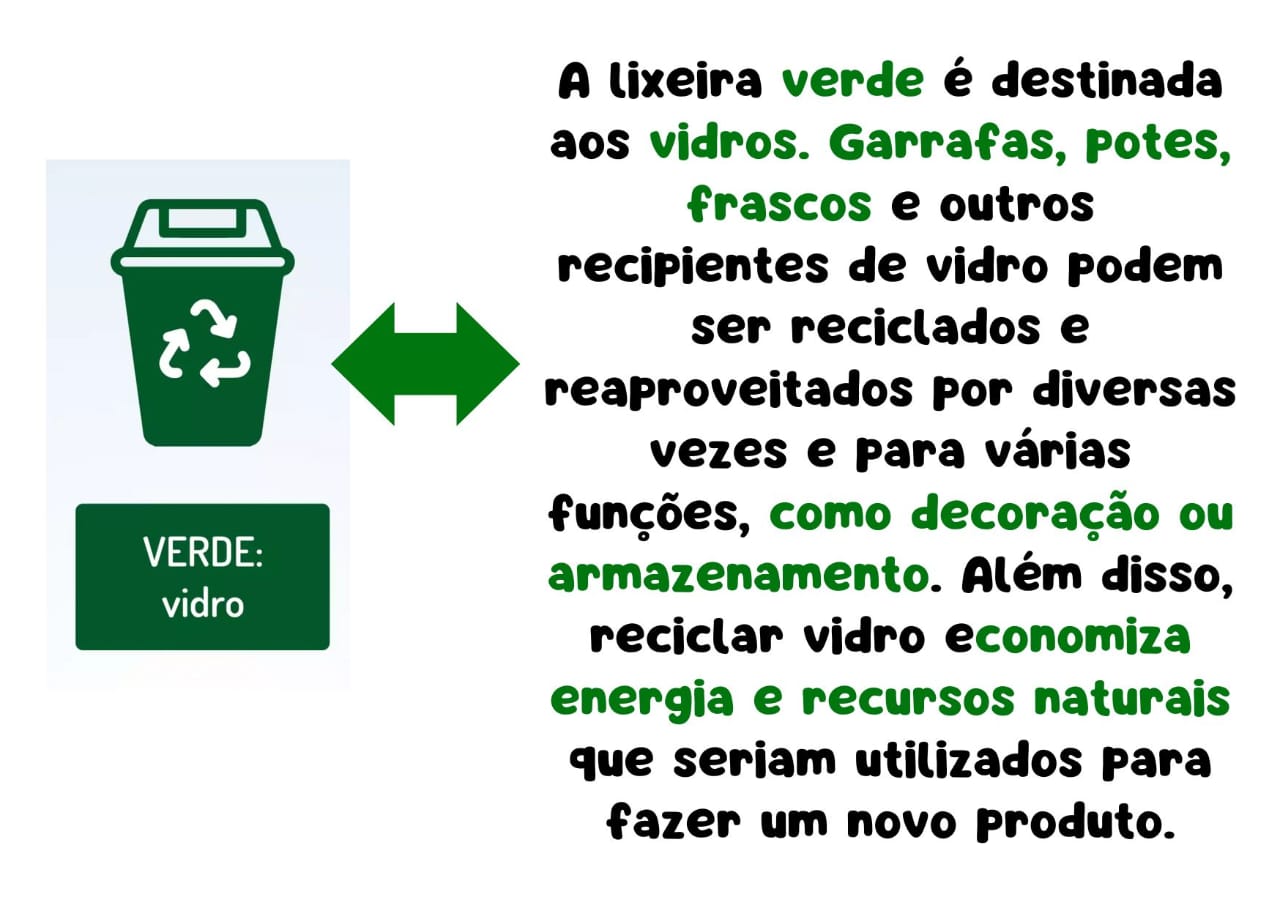 A lixeira verde é destinada
aos vidros. Garrafas, potes,
frascos e outros
recipientes de vidro podem
ser reciclados e
reaproveitados por diversas
vezes e para várias
funções, como decoração ou
armazenamento. Além disso,
reciclar vidro economiza
energia e recursos naturais
que seriam utilizados para
fazer um novo produto.
VERDE:
vidro